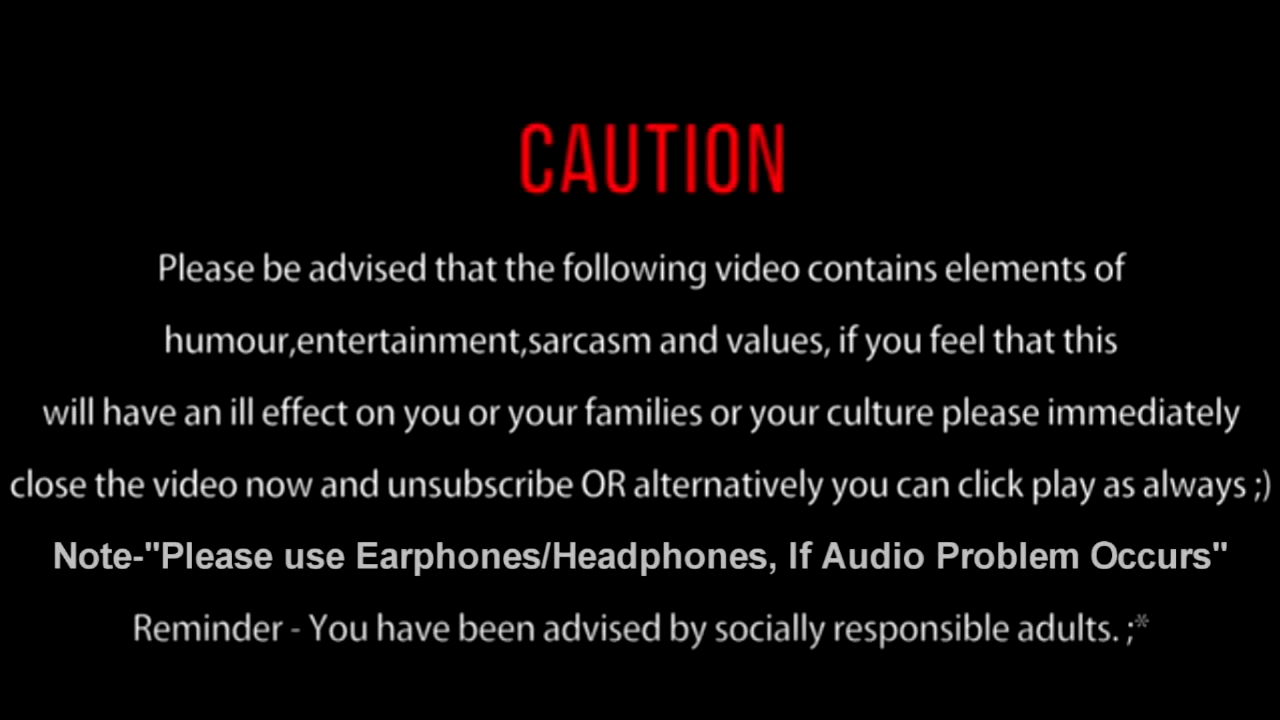 CAUTION
Please be advised that the following video contains elements of
humour,entertainment,sarcasm and values, if you feel that this
will have an ill effect on you or your families or your culture please immediately
close the video now and unsubscribe OR alternatively you can click play as always ;)
Note-"Please use Earphones/Headphones, If Audio Problem Occurs"
Reminder - You have been advised by socially responsible adults. ;*